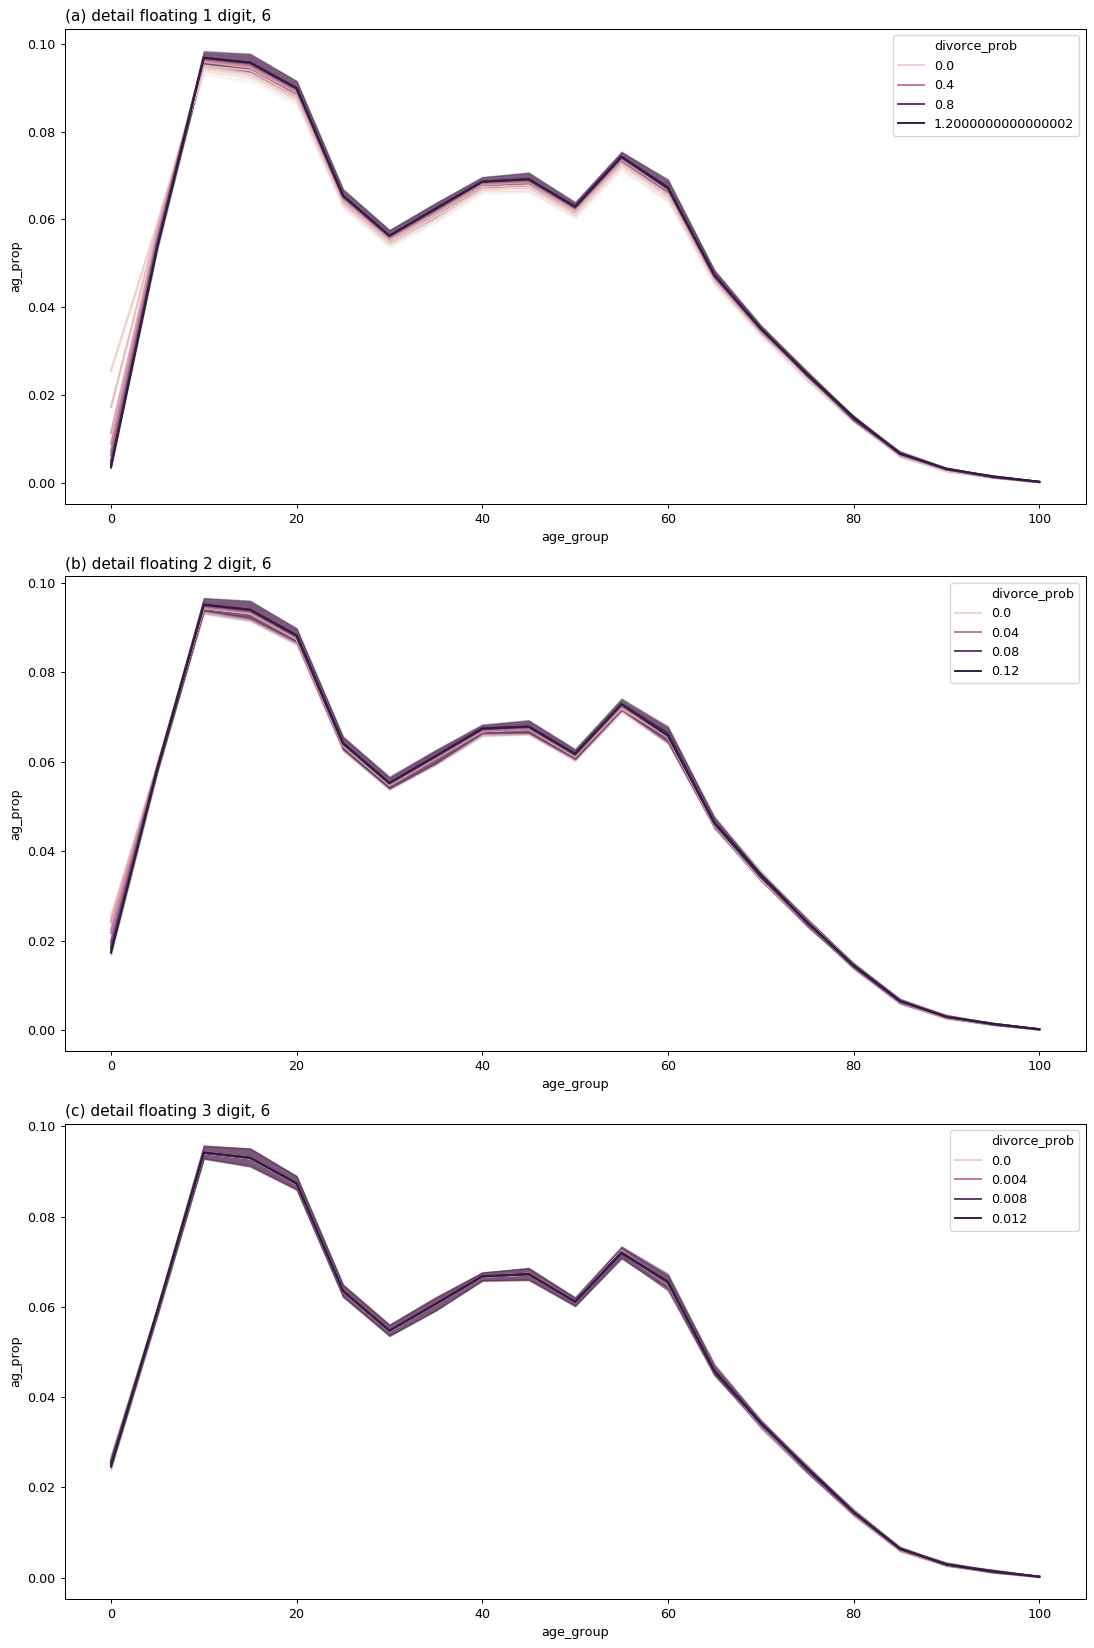 (a) detail floating 1 digit, 6
0.10
0.08
0.06
0.04
0.02
0.00
ag_prop
divorce_prob
0.0
0.4
0.8
1.2000000000000002
0 20 40 60 80 100
age_group
(b) detail floating 2 digit, 6
0.10
0.08
0.06
0.04
0.02
0.00
ag_prop
divorce_prob
0.0
0.04
0.08
0.12
0 20 40 60 80 100
age_group
(c) detail floating 3 digit, 6
0.10
0.08
0.06
0.04
0.02
0.00
ag_prop
divorce_prob
0.0
0.004
0.008
0.012
0 20 40 60 80 100
age_group